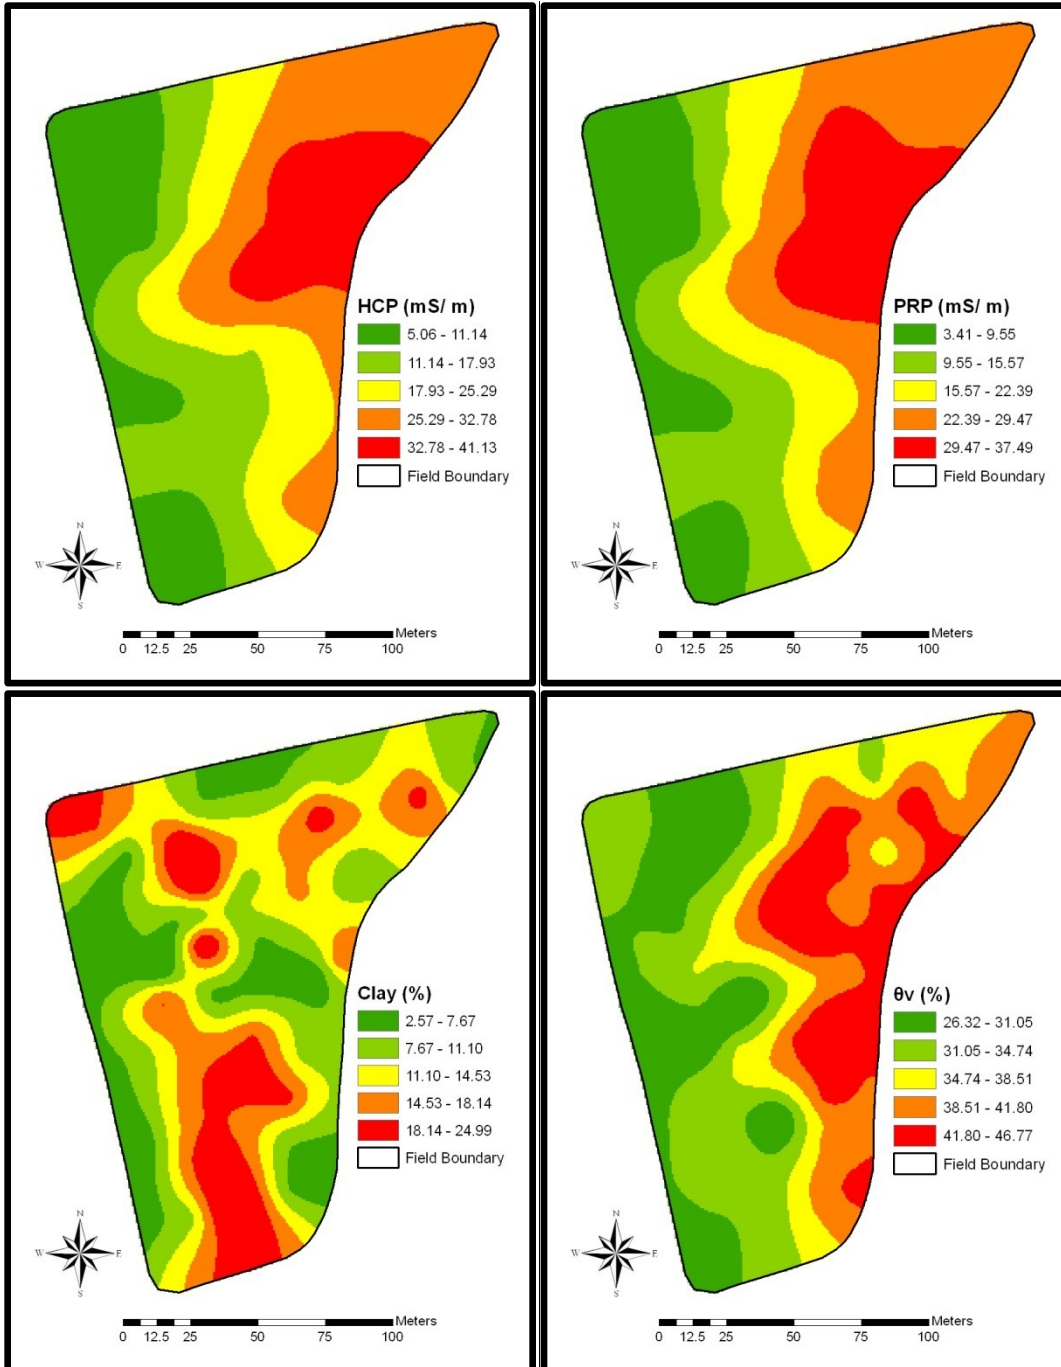 HCP (mS/ m)
5.06 - 11.14
11.14 - 17.93
17.93 - 25.29
25.29 - 32.78
32.78 - 41.13
Field Boundary
N
W E
S
Meters
0 12.5 25 50 75 100
PRP (mS/ m)
3.41 - 9.55
9.55 - 15.57
15.57 - 22.39
22.39 - 29.47
29.47 - 37.49
Field Boundary
N
W E
S
Meters
0 12.5 25 50 75 100
Clay (%)
2.57 - 7.67
7.67 - 11.10
11.10 - 14.53
14.53 - 18.14
18.14 - 24.99
Field Boundary
N
W E
S
Meters
0 12.5 25 50 75 100
θv (%)
26.32 - 31.05
31.05 - 34.74
34.74 - 38.51
38.51 - 41.80
41.80 - 46.77
Field Boundary
N
W E
S
Meters
0 12.5 25 50 75 100